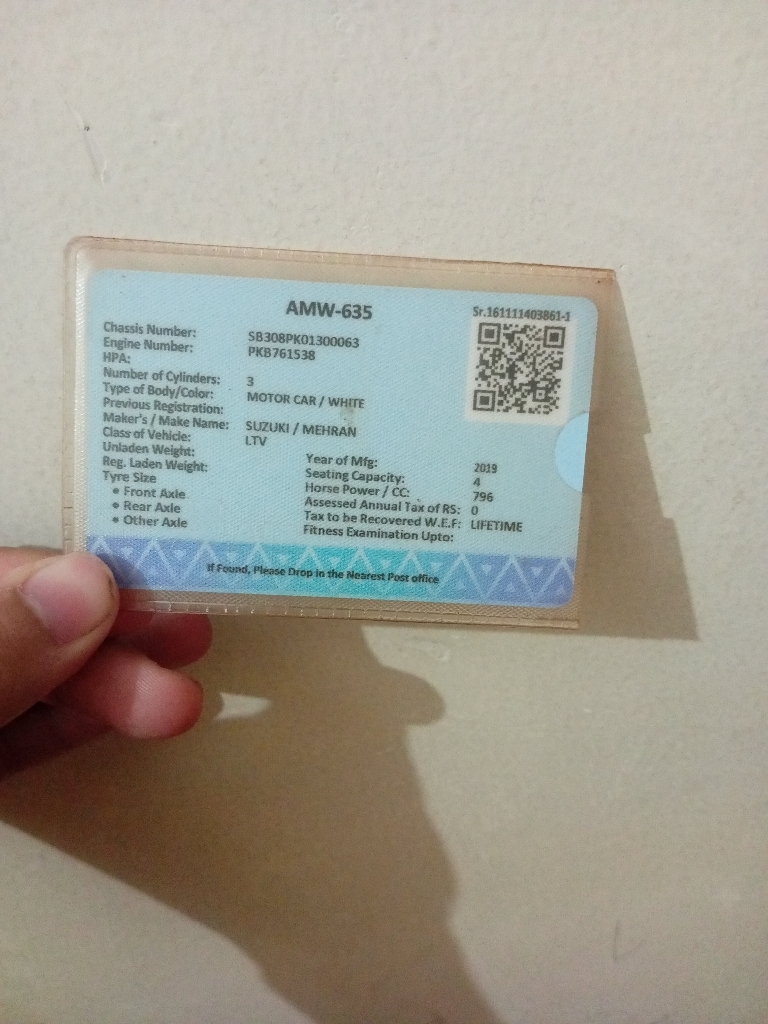 AMW-635
Sr.161111403861-1
Chassis Number: SB308PK01300063
Engine Number: PKB761538
HPA:
Number of Cylinders: 3
Type of Body/Color: MOTOR CAR / WHITE
Previous Registration:
Maker's / Make Name: SUZUKI / MEHRAN
Class of Vehicle: LTV
Unladen Weight:
Reg. Laden Weight:
Tyre Size
• Front Axle
• Rear Axle
• Other Axle
Year of Mfg: 2019
Seating Capacity: 4
Horse Power / CC: 796
Assessed Annual Tax of RS: 0
Tax to be Recovered W.E.F: LIFETIME
Fitness Examination Upto:
If Found, Please Drop in the Nearest Post office